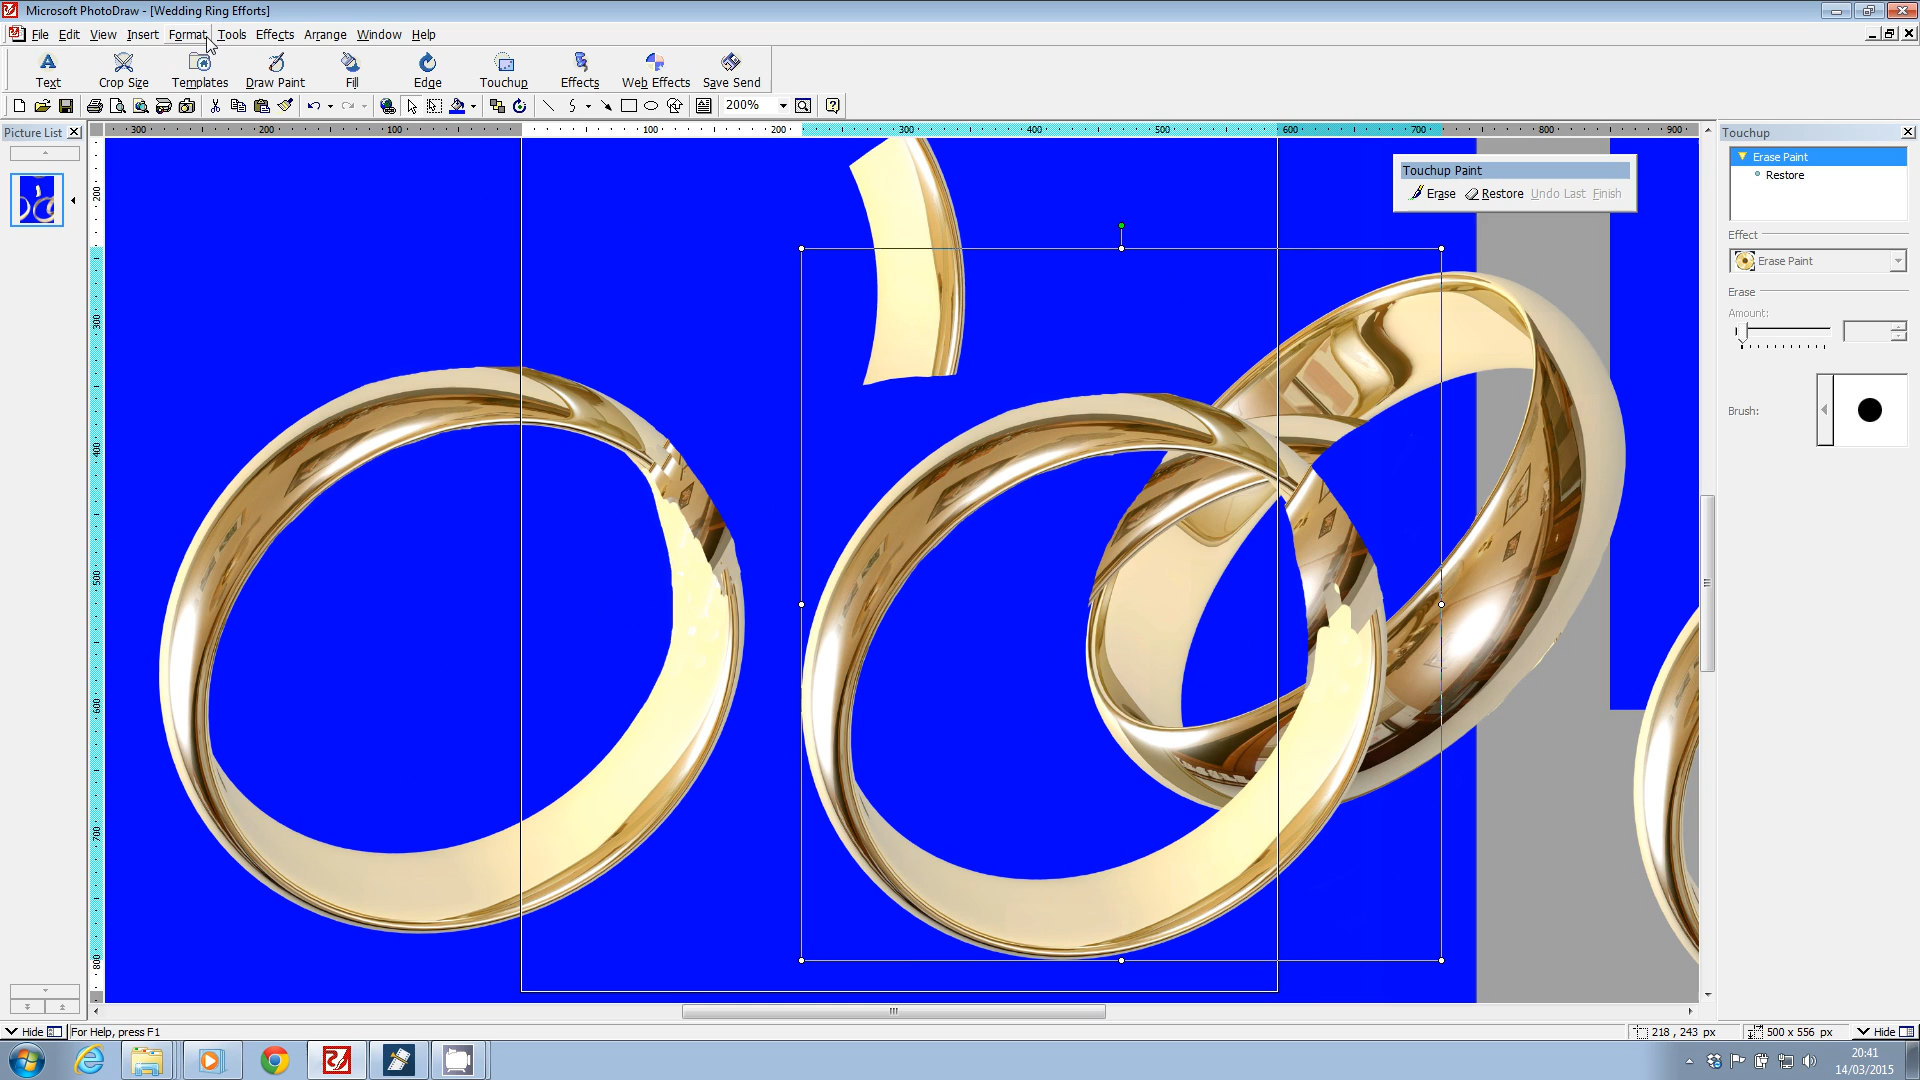 Microsoft PhotoDraw - [Wedding Ring Efforts]
File Edit View Insert Format Tools Effects Arrange Window Help
Text Crop Size Templates Draw Paint Fill Edge Touchup Effects Web Effects Save Send
200%
Picture List
Touchup
300 200 100 100 200 300 400 500 600 700 800 900
200
300
400
500
600
700
800
Touchup Paint
Erase Restore Undo Last Finish
Erase Paint
Restore
Effect
Erase Paint
Erase
Amount:
Brush:
Hide
For Help, press F1
218 , 243 px
500 x 556 px
Hide
20:41
14/03/2015